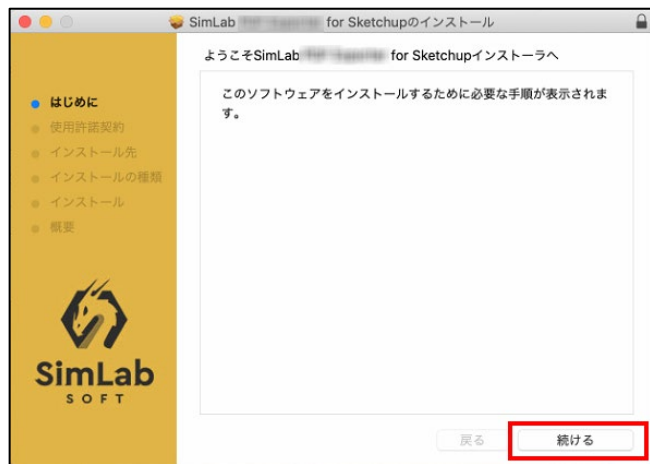 SimLab for Sketchupのインストール
ようこそSimLab for Sketchupインストーラへ
はじめに
使用許諾契約
インストール先
インストールの種類
インストール
概要
このソフトウェアをインストールするために必要な手順が表示されま
す。
SimLab
SOFT
戻る
続ける